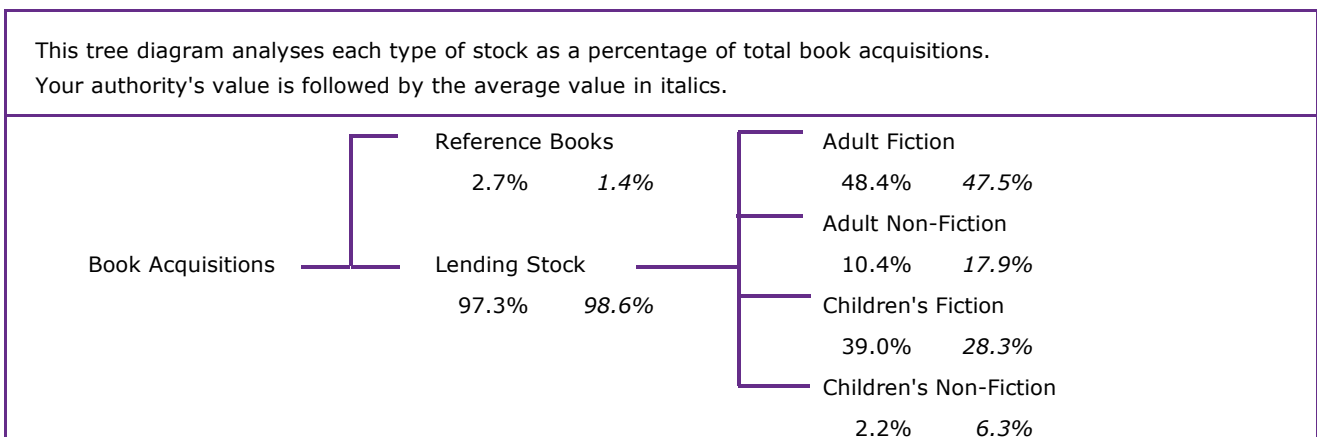 This tree diagram analyses each type of stock as a percentage of total book acquisitions.
Your authority's value is followed by the average value in italics.
Reference Books
2.7% 1.4%
Book Acquisitions
Lending Stock
97.3% 98.6%
Adult Fiction
48.4% 47.5%
Adult Non-Fiction
10.4% 17.9%
Children's Fiction
39.0% 28.3%
Children's Non-Fiction
2.2% 6.3%